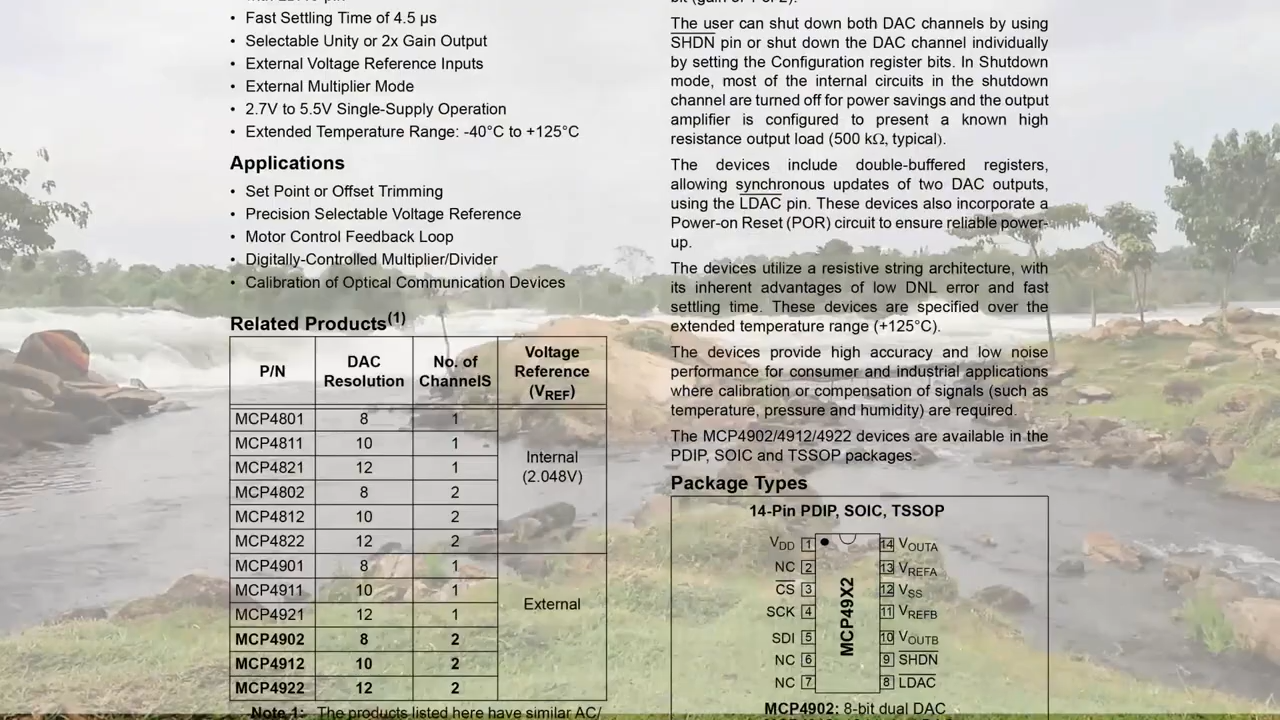 • Fast Settling Time of 4.5 µs
• Selectable Unity or 2x Gain Output
• External Voltage Reference Inputs
• External Multiplier Mode
• 2.7V to 5.5V Single-Supply Operation
• Extended Temperature Range: -40°C to +125°C
Applications
• Set Point or Offset Trimming
• Precision Selectable Voltage Reference
• Motor Control Feedback Loop
• Digitally-Controlled Multiplier/Divider
• Calibration of Optical Communication Devices
Related Products(1)
P/N DAC Resolution No. of ChannelS Voltage Reference (VREF)
MCP4801 8 1 Internal (2.048V)
MCP4811 10 1
MCP4821 12 1
MCP4802 8 2
MCP4812 10 2
MCP4822 12 2
MCP4901 8 1 External
MCP4911 10 1
MCP4921 12 1
MCP4902 8 2
MCP4912 10 2
MCP4922 12 2
Note 1: The products listed here have similar AC/
The user can shut down both DAC channels by using
SHDN pin or shut down the DAC channel individually
by setting the Configuration register bits. In Shutdown
mode, most of the internal circuits in the shutdown
channel are turned off for power savings and the output
amplifier is configured to present a known high
resistance output load (500 kΩ, typical).
The devices include double-buffered registers,
allowing synchronous updates of two DAC outputs,
using the LDAC pin. These devices also incorporate a
Power-on Reset (POR) circuit to ensure reliable power-
up.
The devices utilize a resistive string architecture, with
its inherent advantages of low DNL error and fast
settling time. These devices are specified over the
extended temperature range (+125°C).
The devices provide high accuracy and low noise
performance for consumer and industrial applications
where calibration or compensation of signals (such as
temperature, pressure and humidity) are required.
The MCP4902/4912/4922 devices are available in the
PDIP, SOIC and TSSOP packages.
Package Types
14-Pin PDIP, SOIC, TSSOP
VDD 1 14 VOUTA
NC 2 13 VREFA
CS 3 12 VSS
SCK 4 11 VREFB
SDI 5 10 VOUTB
NC 6 9 SHDN
NC 7 8 LDAC
MCP49X2
MCP4902: 8-bit dual DAC